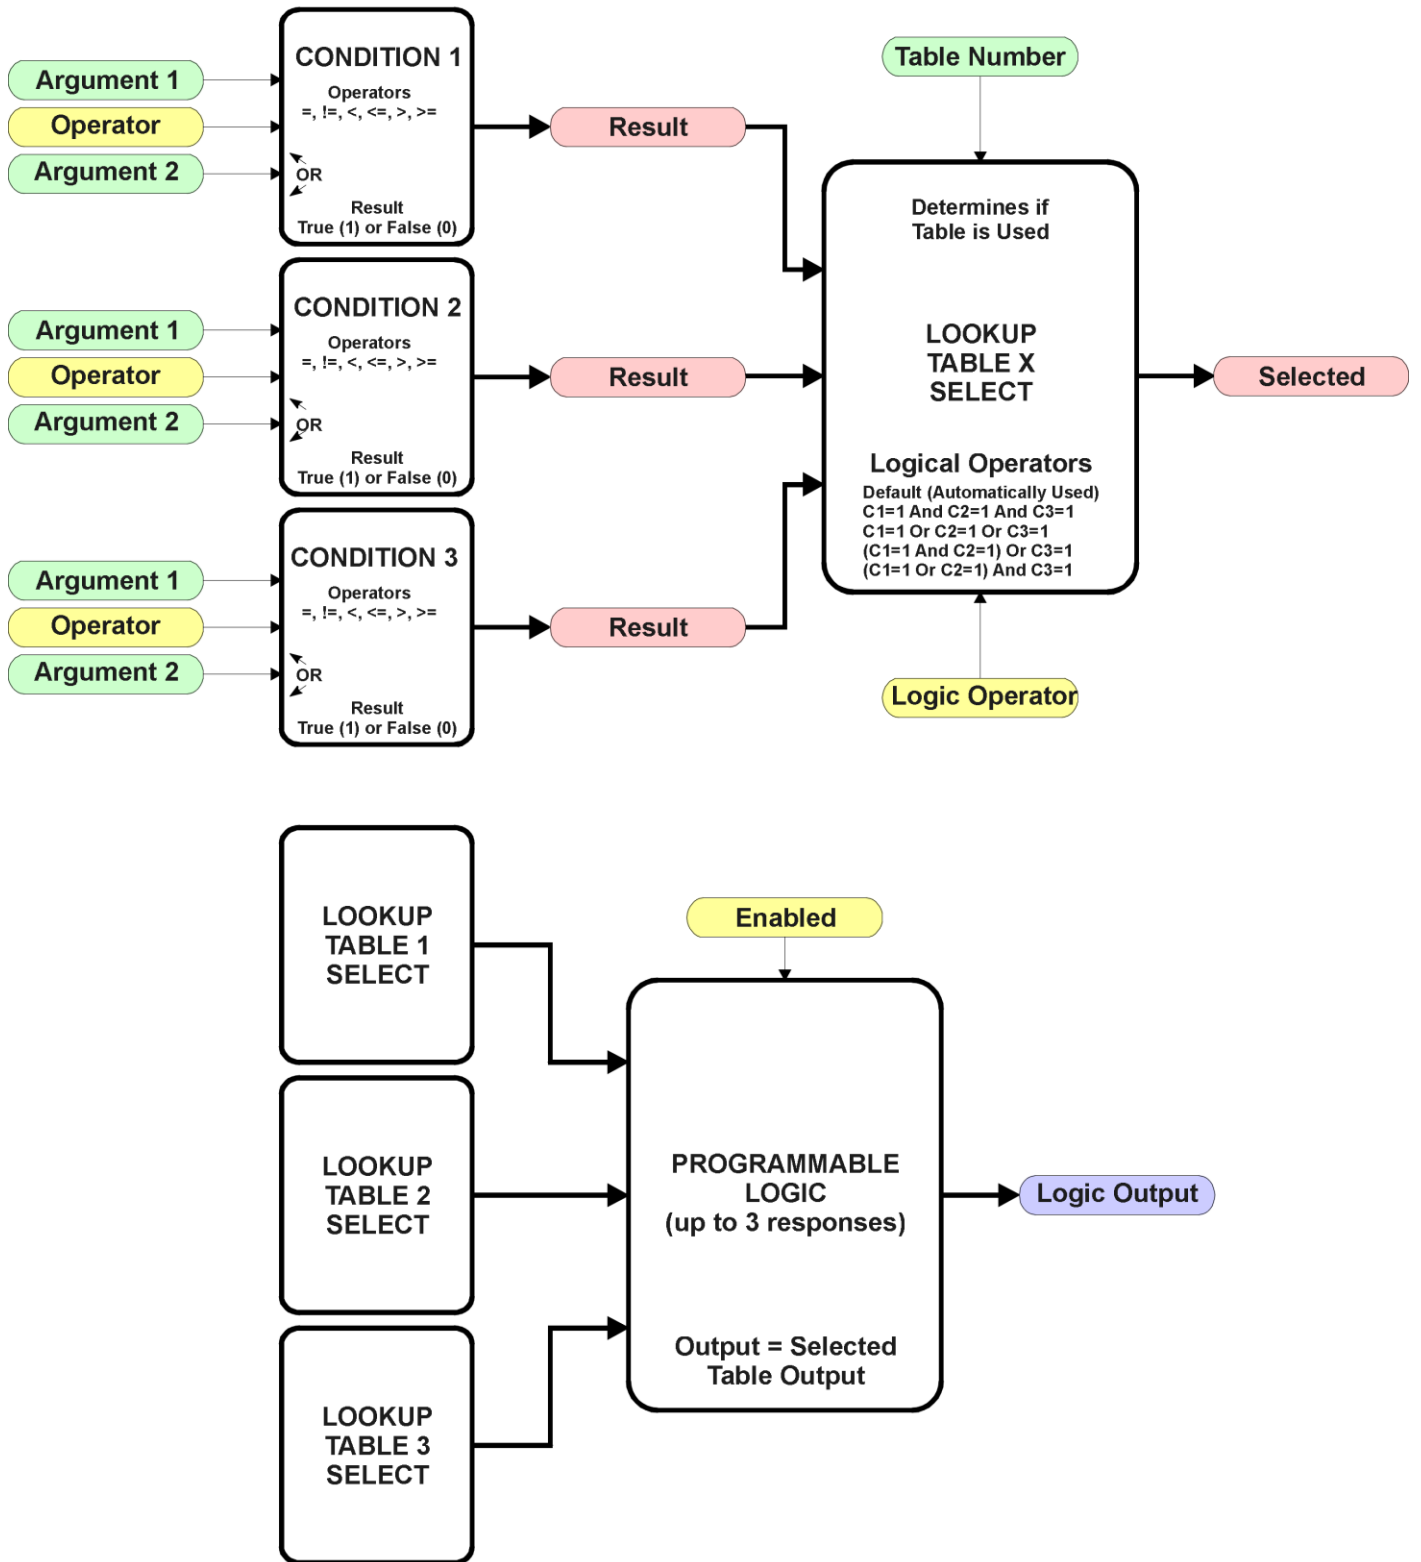 Argument 1
Operator
Argument 2
CONDITION 1
Operators
=, !=, <, <=, >, >=
OR
Result
True (1) or False (0)
Result
Argument 1
Operator
Argument 2
CONDITION 2
Operators
=, !=, <, <=, >, >=
OR
Result
True (1) or False (0)
Result
Argument 1
Operator
Argument 2
CONDITION 3
Operators
=, !=, <, <=, >, >=
OR
Result
True (1) or False (0)
Result
Table Number
Determines if
Table is Used
LOOKUP
TABLE X
SELECT
Logical Operators
Default (Automatically Used)
C1=1 And C2=1 And C3=1
C1=1 Or C2=1 Or C3=1
(C1=1 And C2=1) Or C3=1
(C1=1 Or C2=1) And C3=1
Logic Operator
Selected
LOOKUP
TABLE 1
SELECT
LOOKUP
TABLE 2
SELECT
LOOKUP
TABLE 3
SELECT
Enabled
PROGRAMMABLE
LOGIC
(up to 3 responses)
Output = Selected
Table Output
Logic Output